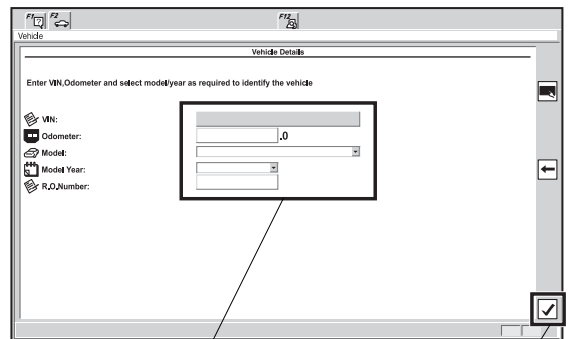 F1 F2 F12
Vehicle
Vehicle Details
Enter VIN,Odometer and select model/year as required to identify the vehicle
VIN:
Odometer: .0
Model:
Model Year:
R.O.Number: